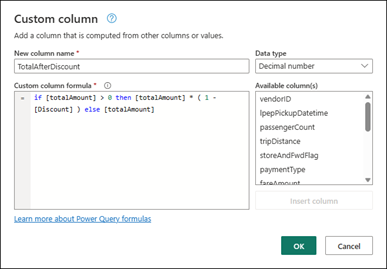 Custom column
Add a column that is computed from other columns or values.
New column name *
Data type
TotalAfterDiscount
Decimal number
Custom column formula *
Available column(s)
= if [totalAmount] > 0 then [totalAmount] * ( 1 -
[Discount] ) else [totalAmount]
vendorID
lpepPickupDatetime
passengerCount
tripDistance
storeAndFwdFlag
paymentType
fareAmount
Insert column
Learn more about Power Query formulas
OK
Cancel